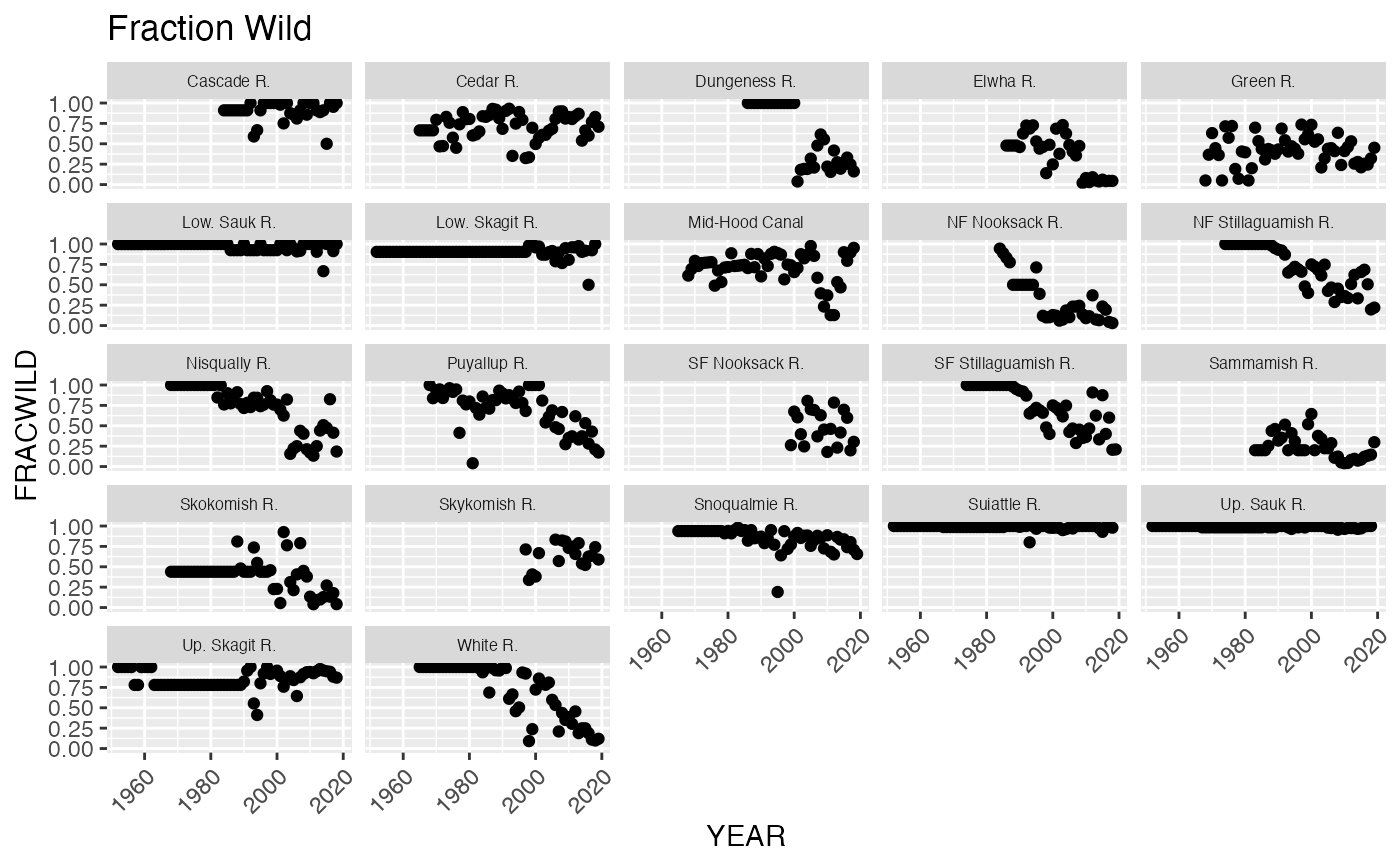 Fraction Wild
Cascade R. Cedar R. Dungeness R. Elwha R. Green R.
1.00
0.75
0.50
0.25
0.00
Low. Sauk R. Low. Skagit R. Mid-Hood Canal NF Nooksack R. NF Stillaguamish R.
1.00
0.75
0.50
0.25
0.00
Nisqually R. Puyallup R. SF Nooksack R. SF Stillaguamish R. Sammamish R.
1.00
0.75
0.50
0.25
0.00
FRACWILD
Skokomish R. Skykomish R. Snoqualmie R. Suiattle R. Up. Sauk R.
1.00
0.75
0.50
0.25
0.00
1960 1980 2000 2020 1960 1980 2000 2020 1960 1980 2000 2020
Up. Skagit R. White R.
1.00
0.75
0.50
0.25
0.00
1960 1980 2000 2020 1960 1980 2000 2020
YEAR